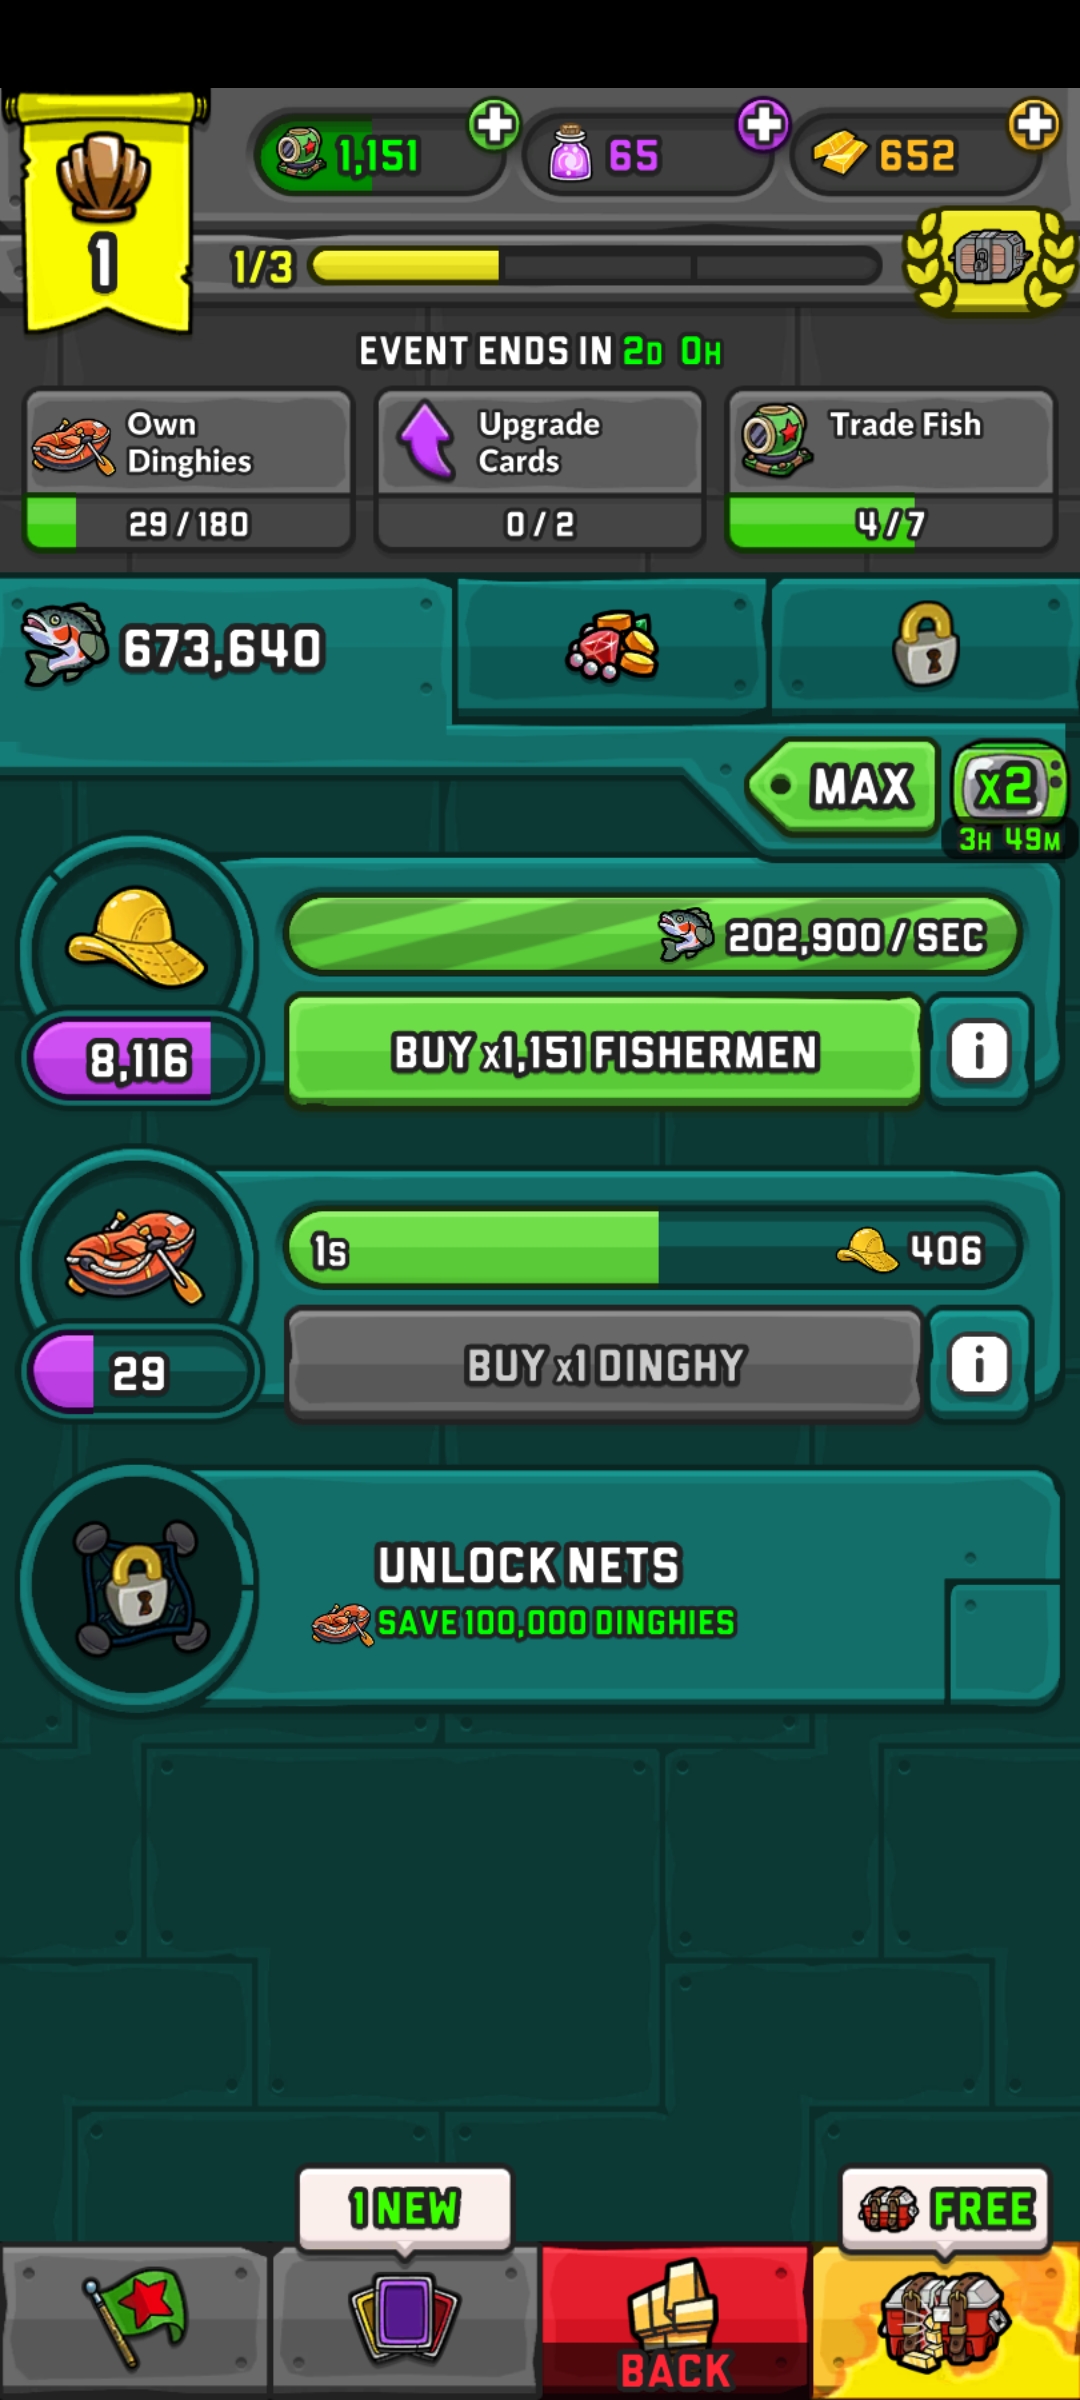 1,151
65
652
1
1/3
EVENT ENDS IN 2D 0H
Own
Dinghies
29 / 180
Upgrade
Cards
0 / 2
Trade Fish
4 / 7
673,640
MAX
x2
3H 49M
202,900 / SEC
8,116
BUY x1,151 FISHERMEN
i
1s
406
29
BUY x1 DINGHY
i
UNLOCK NETS
SAVE 100,000 DINGHIES
1 NEW
FREE
BACK